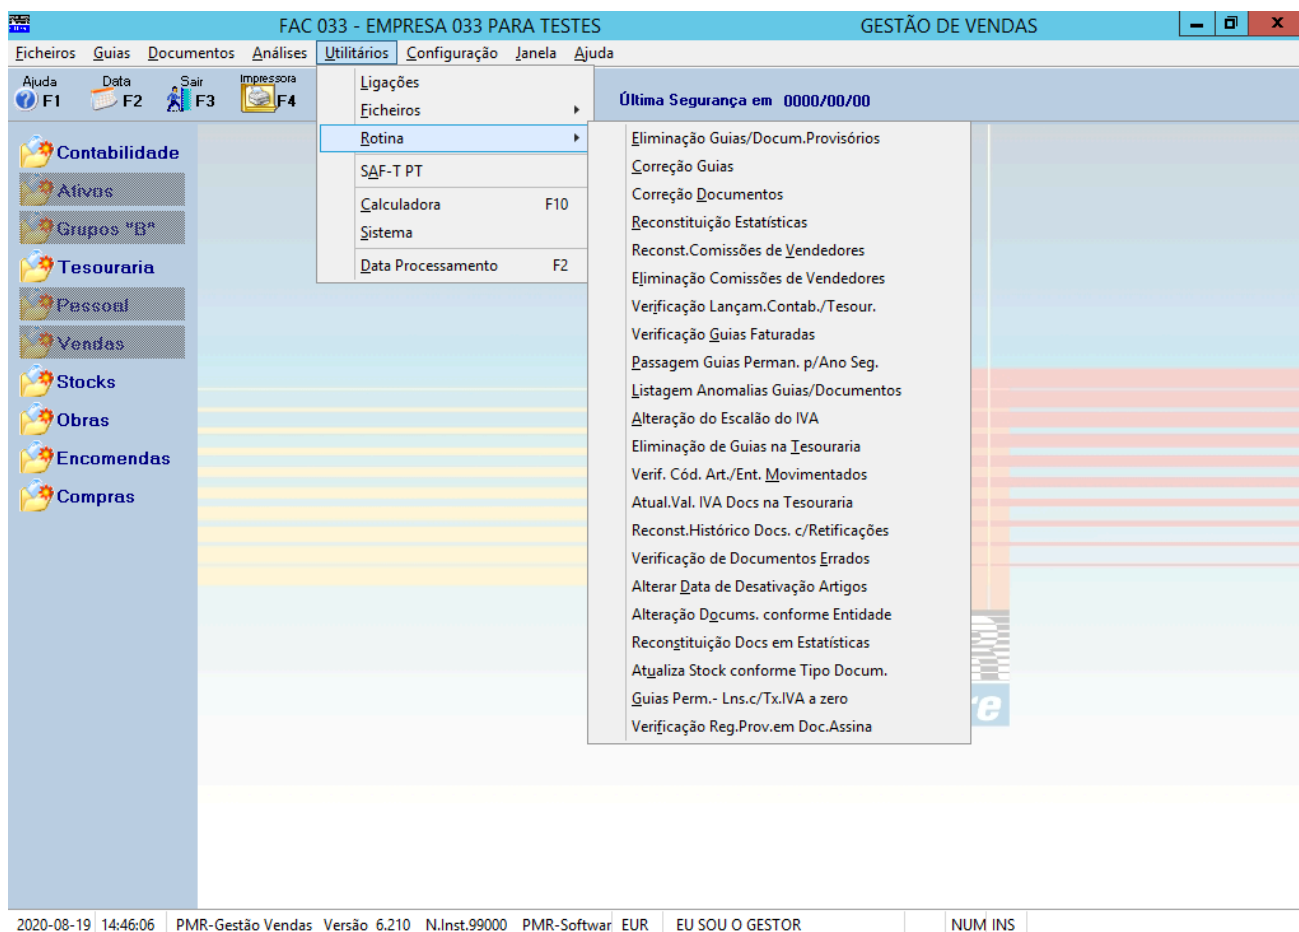 FAC 033 - EMPRESA 033 PARA TESTES GESTÃO DE VENDAS
Ficheiros Guias Documentos Análises Utilitários Configuração Janela Ajuda
Ajuda F1 Data F2 Sair F3 Impressora F4
Última Segurança em 0000/00/00
Contabilidade
Ativos
Grupos "B"
Tesouraria
Pessoal
Vendas
Stocks
Obras
Encomendas
Compras
Ligações
Ficheiros
Rotina
SAF-T PT
Calculadora F10
Sistema
Data Processamento F2
Eliminação Guias/Docum.Provisórios
Correção Guias
Correção Documentos
Reconstituição Estatísticas
Reconst.Comissões de Vendedores
Eliminação Comissões de Vendedores
Verificação Lançam.Contab./Tesour.
Verificação Guias Faturadas
Passagem Guias Perman. p/Ano Seg.
Listagem Anomalias Guias/Documentos
Alteração do Escalão do IVA
Eliminação de Guias na Tesouraria
Verif. Cód. Art./Ent. Movimentados
Atual.Val. IVA Docs na Tesouraria
Reconst.Histórico Docs. c/Retificações
Verificação de Documentos Errados
Alterar Data de Desativação Artigos
Alteração Docums. conforme Entidade
Reconstituição Docs em Estatísticas
Atualiza Stock conforme Tipo Docum.
Guias Perm.- Lns.c/Tx.IVA a zero
Verificação Reg.Prov.em Doc.Assina
2020-08-19 14:46:06 PMR-Gestão Vendas Versão 6.210 N.Inst.99000 PMR-Softwar EUR EU SOU O GESTOR NUM INS